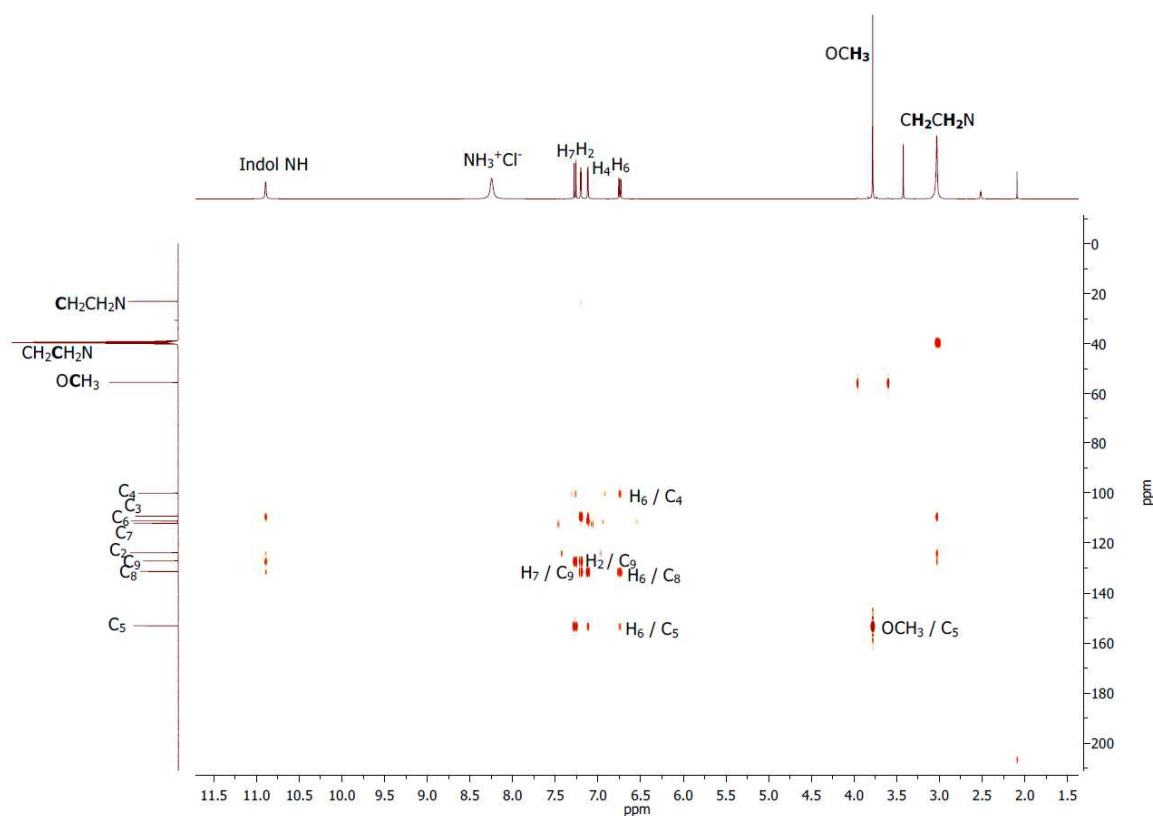 OCH₃
CH₂CH₂N
Indol NH
NH₃⁺Cl⁻
H₇H₂
H₄H₆
0
20
40
60
80
100
120
140
160
180
200
ppm
CH₂CH₂N
CH₂CH₂N
OCH₃
C₄
C₃
C₆
C₇
C₂
C₉
C₈
C₅
H₆ / C₄
H₂ / C₉
H₇ / C₉
H₆ / C₈
H₆ / C₅
OCH₃ / C₅
11.5 11.0 10.5 10.0 9.5 9.0 8.5 8.0 7.5 7.0 6.5 6.0 5.5 5.0 4.5 4.0 3.5 3.0 2.5 2.0 1.5
ppm